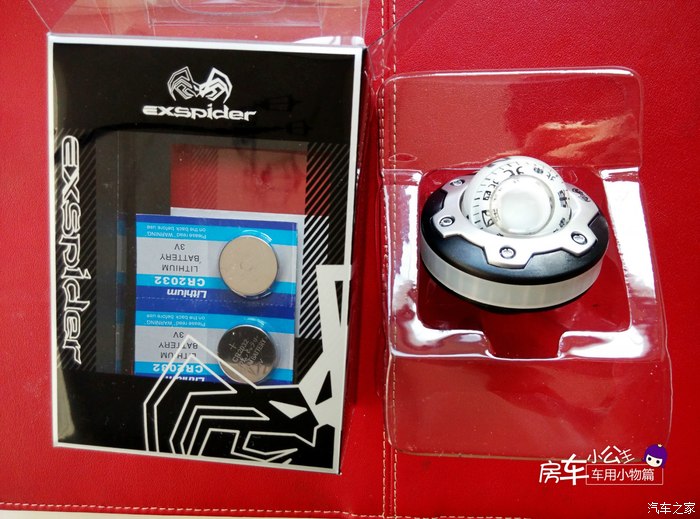 exspider
exspider
Please read "WARNING"
on the back before use
CR2032
LITHIUM
BATTERY
3V
Lithium
Please read "WARNING"
on the back before use
CR2032
LITHIUM
BATTERY
3V
CR2032
BATTERY
房车小公主
车用小物篇
汽车之家